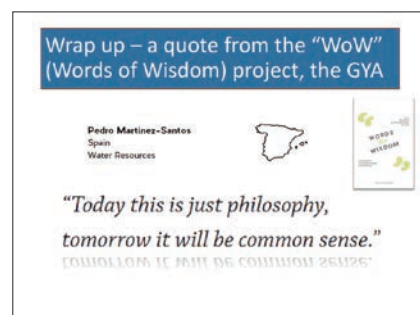 Wrap up – a quote from the “WoW”
(Words of Wisdom) project, the GYA
Pedro Martinez-Santos
Spain
Water Resources
WORDS
WISDOM
“Today this is just philosophy,
tomorrow it will be common sense.”